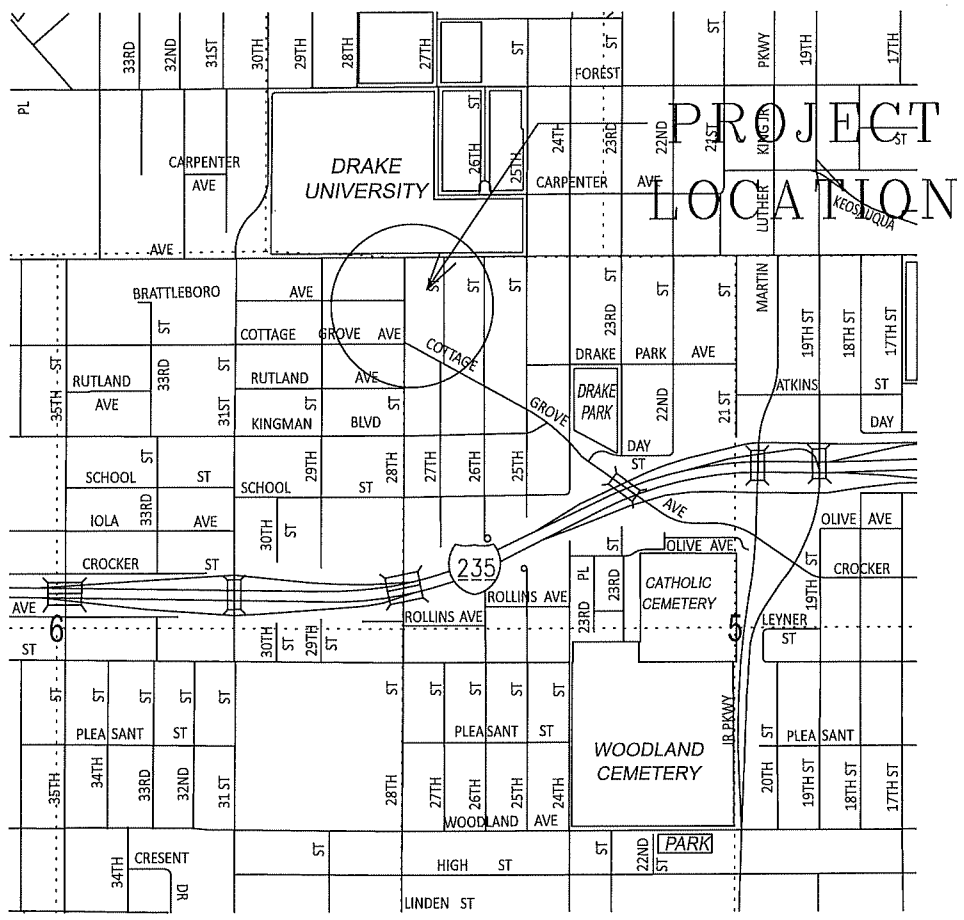 33RD
32ND
31ST
30TH
29TH
28TH
27TH
ST
ST
ST
PKWY
19TH
17TH
FOREST
PL
CARPENTER
AVE
DRAKE
UNIVERSITY
26TH
ST
25TH
24TH
23RD
22ND
21ST
KING JR
ST
PROJECT
LOCATION
CARPENTER AVE
LUTHER
KEOSAUQUA
AVE
BRATTLEBORO AVE
ST
ST
ST
ST
ST
ST
MARTIN
ST
23RD
19TH ST
18TH ST
17TH ST
COTTAGE GROVE AVE
COTTAGE
GROVE
AVE
DRAKE PARK AVE
ST
33RD
ST
35TH
RUTLAND
AVE
31ST
RUTLAND AVE
DRAKE
PARK
22ND
21 ST
ATKINS ST
KINGMAN BLVD
ST
ST
DAY
DAY
ST
SCHOOL ST
ST
33RD
29TH
28TH
27TH
26TH
25TH
SCHOOL ST
IOLA AVE
30TH
ST
OLIVE AVE
CROCKER ST
235
ST
OLIVE AVE
CROCKER
19TH ST
AVE
ROLLINS AVE
ROLLINS AVE
23RD
PL
23RD
CATHOLIC
CEMETERY
6
5
LEYNER
ST
ST
30TH
ST
29TH
ST
ST
ST
ST
ST
ST
ST
ST
ST
ST
ST
PLEASANT ST
PLEASANT ST
JR PKWY
ST
PLEASANT
WOODLAND
CEMETERY
35TH
34TH
33RD
32ND
31 ST
28TH
27TH
26TH
25TH
24TH
20TH
19TH ST
18TH ST
17TH ST
WOODLAND AVE
34TH
CRESENT
DR
ST
HIGH ST
ST
22ND
ST
PARK
LINDEN ST